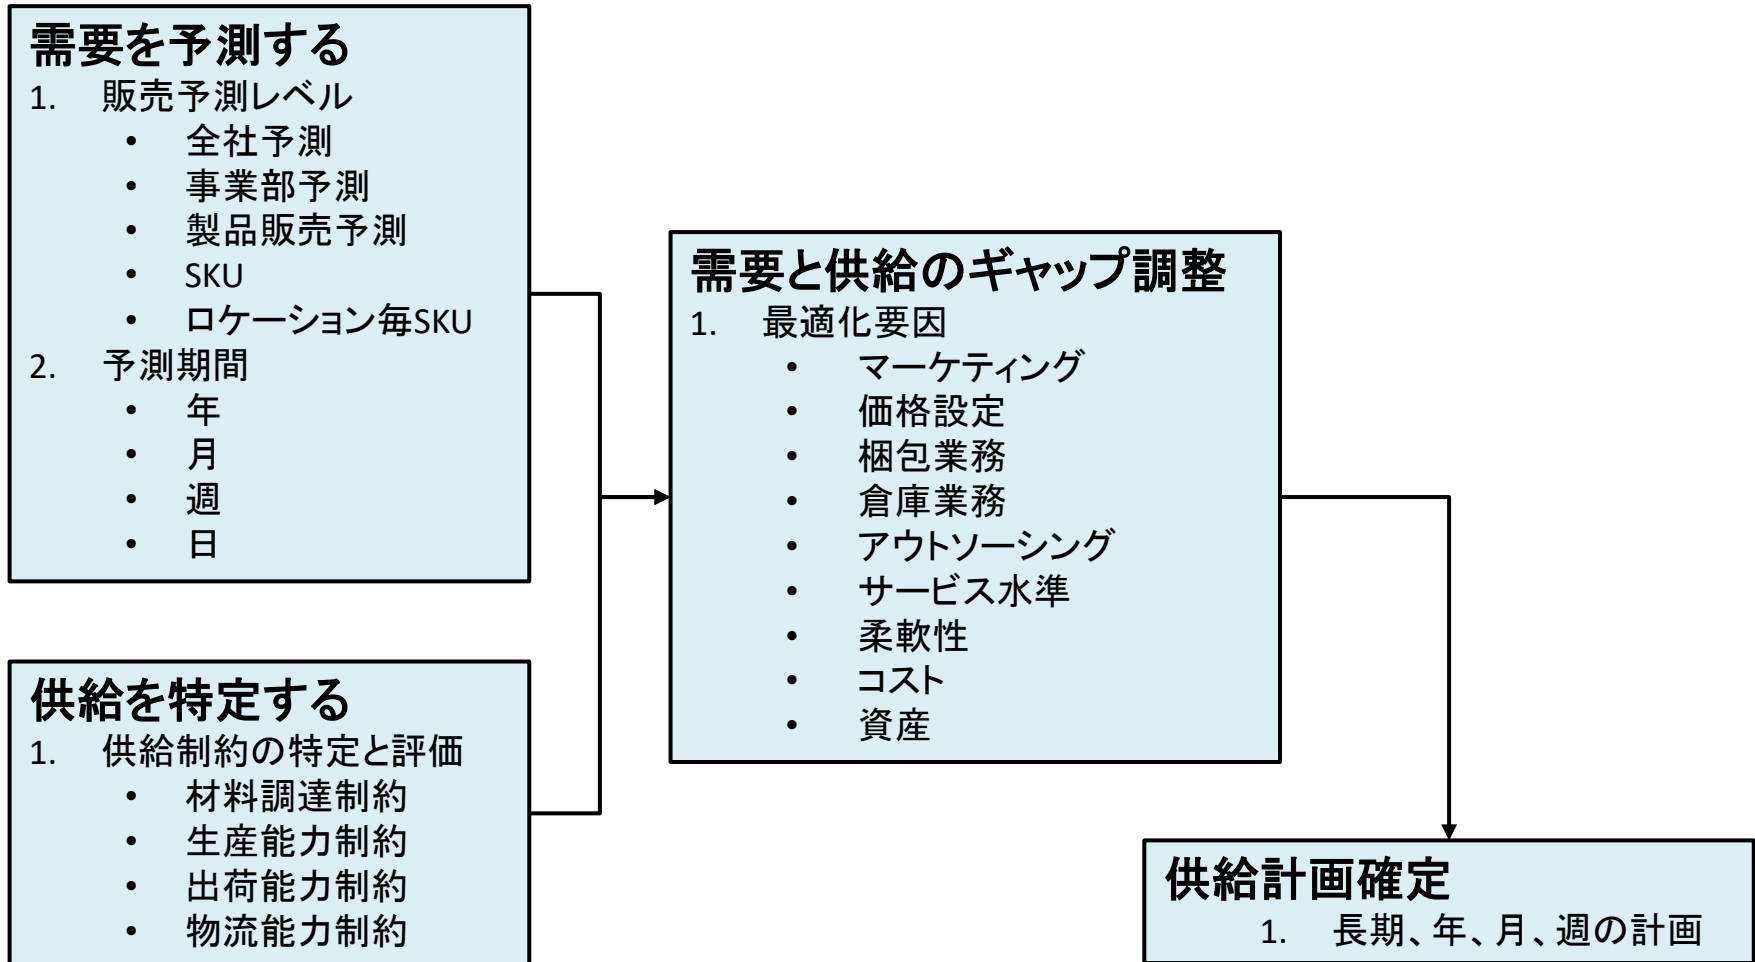 需要を予測する
1. 販売予測レベル
• 全社予測
• 事業部予測
• 製品販売予測
• SKU
• ロケーション毎SKU
2. 予測期間
• 年
• 月
• 週
• 日
供給を特定する
1. 供給制約の特定と評価
• 材料調達制約
• 生産能力制約
• 出荷能力制約
• 物流能力制約
需要と供給のギャップ調整
1. 最適化要因
• マーケティング
• 価格設定
• 梱包業務
• 倉庫業務
• アウトソーシング
• サービス水準
• 柔軟性
• コスト
• 資産
供給計画確定
1. 長期、年、月、週の計画